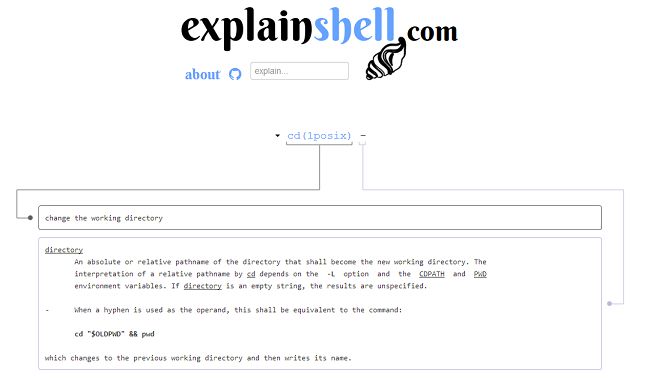 explainshell.com
about
explain...
cd(1posix) -
change the working directory
directory
An absolute or relative pathname of the directory that shall become the new working directory. The
interpretation of a relative pathname by cd depends on the -L option and the CDPATH and PWD
environment variables. If directory is an empty string, the results are unspecified.
- When a hyphen is used as the operand, this shall be equivalent to the command:
cd "$OLDPWD" && pwd
which changes to the previous working directory and then writes its name.